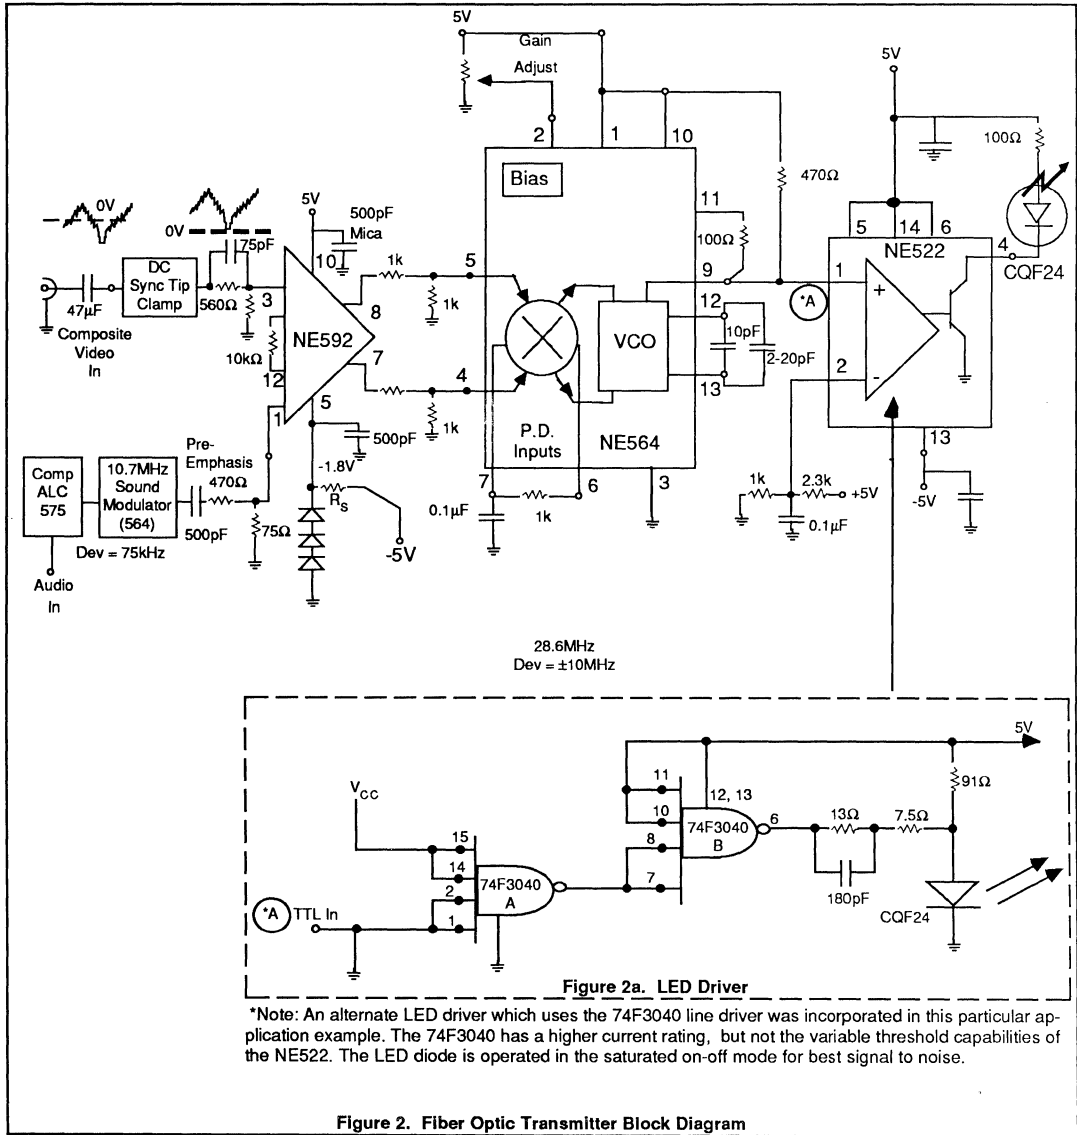 5V
Gain
Adjust
2
1
10
5V
100Ω
Bias
470Ω
11
5
14
6
NE522
4
CQF24
0V
0V
75pF
5V
500pF
Mica
10
DC
Sync Tip
Clamp
47µF
560Ω
3
Composite
Video
In
10kΩ
12
1
NE592
8
7
5
1k
1k
5
4
1k
500pF
100Ω
9
12
10pF
2-20pF
13
VCO
P.D.
Inputs
NE564
1
*A
+
2
-
13
-5V
Pre-
Emphasis
470Ω
Comp
ALC
575
10.7MHz
Sound
Modulator
(564)
500pF
75Ω
Dev = 75kHz
Audio
In
-1.8V
RS
-5V
7
6
3
0.1µF
1k
1k
2.3k
+5V
0.1µF
28.6MHz
Dev = ±10MHz
5V
VCC
11
12, 13
10
74F3040
B
8
7
6
13Ω
7.5Ω
91Ω
180pF
CQF24
15
14
2
1
74F3040
A
*A
TTL In
Figure 2a. LED Driver
*Note: An alternate LED driver which uses the 74F3040 line driver was incorporated in this particular ap-
plication example. The 74F3040 has a higher current rating, but not the variable threshold capabilities of
the NE522. The LED diode is operated in the saturated on-off mode for best signal to noise.
Figure 2. Fiber Optic Transmitter Block Diagram